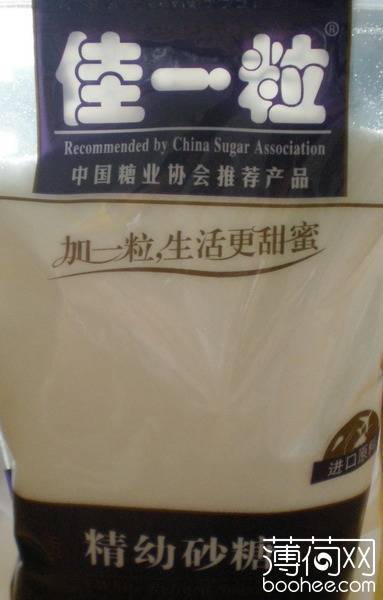 佳一粒®
Recommended by China Sugar Association
中国糖业协会推荐产品
加一粒,生活更甜蜜
进口原料
精幼砂糖
薄荷网
boohee.com